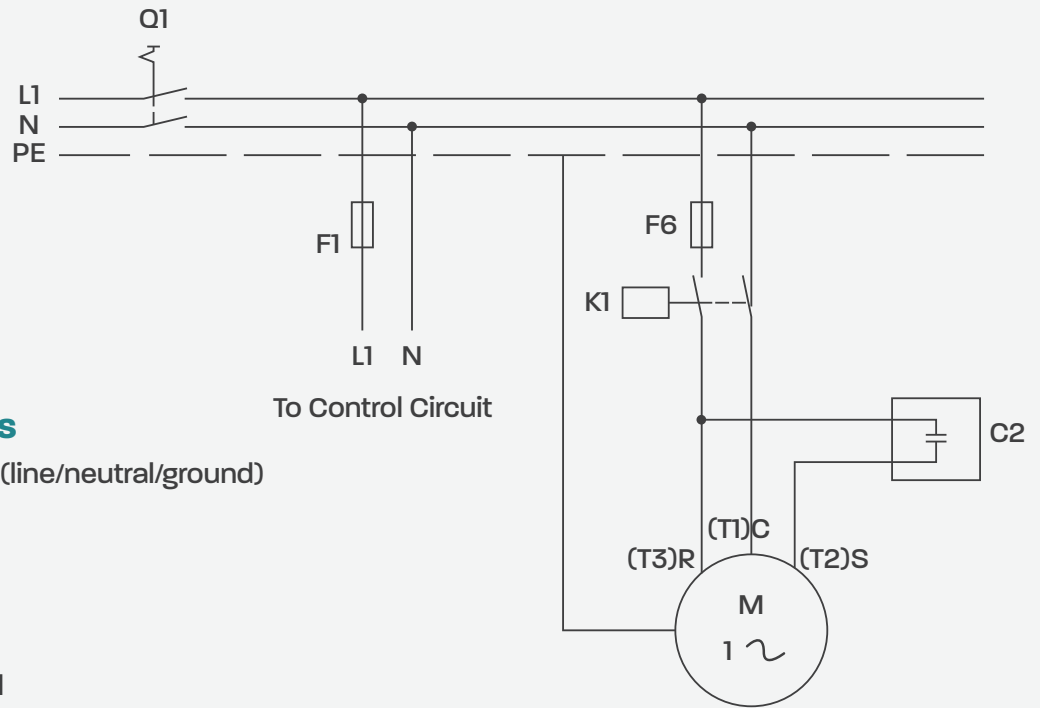 Q1
L1
N
PE
F1
F6
K1
L1 N
To Control Circuit
s
(line/neutral/ground)
C2
(T1)C
(T3)R
(T2)S
M
1